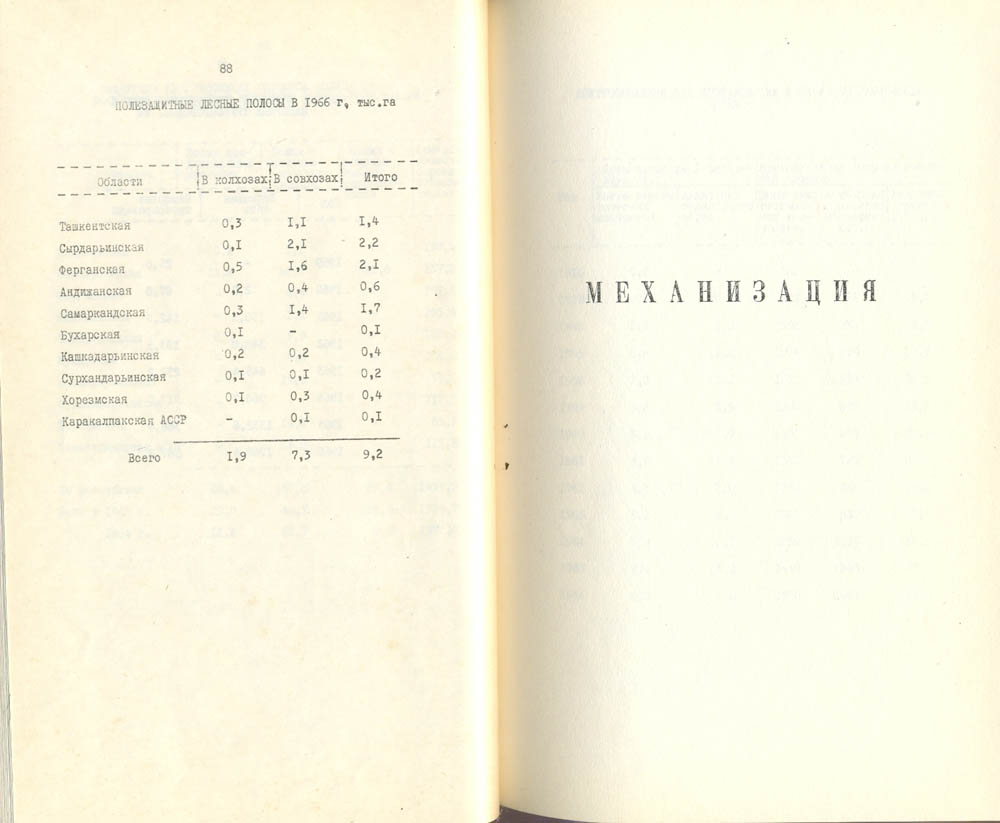 88
ПОЛЕЗАЩИТНЫЕ ЛЕСНЫЕ ПОЛОСЫ В 1966 г., тыс.га
Области В колхозах В совхозах Итого
Ташкентская 0,3 I,I I,4
Сырдарьинская 0,I 2,I 2,2
Ферганская 0,5 I,6 2,I
Андижанская 0,2 0,4 0,6
Самаркандская 0,3 I,4 I,7
Бухарская 0,I - 0,I
Кашкадарьинская 0,2 0,2 0,4
Сурхандарьинская 0,I 0,I 0,2
Хорезмская 0,I 0,3 0,4
Каракалпакская АССР - 0,I 0,I
Всего I,9 7,3 9,2
МЕХАНИЗАЦИЯ